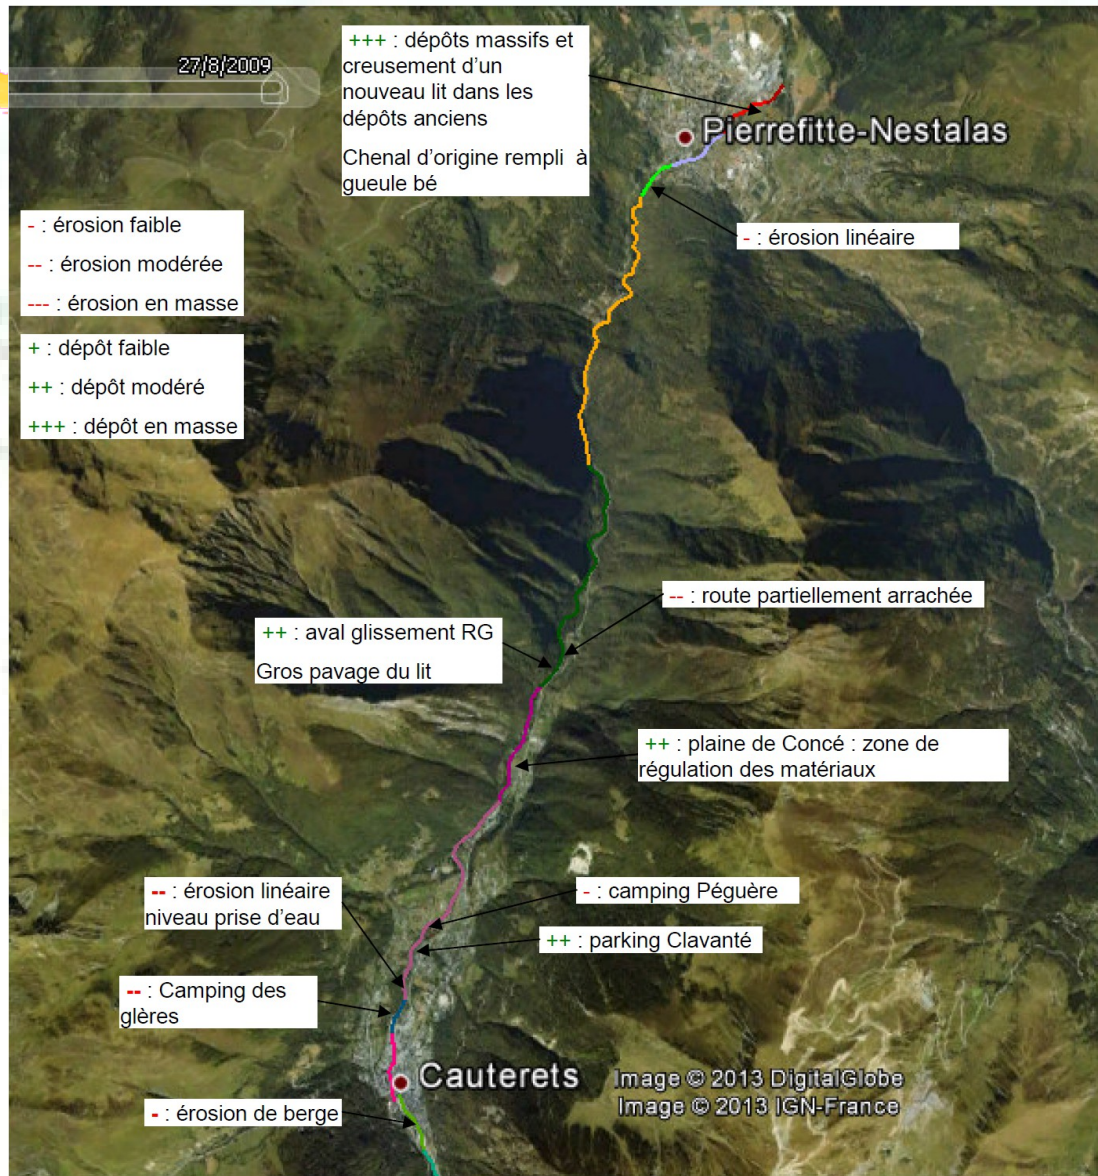 27/8/2009
+++ : dépôts massifs et
creusement d'un
nouveau lit dans les
dépôts anciens
Chenal d'origine rempli à
gueule bé
Pierrefitte-Nestalas
- : érosion faible
-- : érosion modérée
--- : érosion en masse
- : érosion linéaire
+ : dépôt faible
++ : dépôt modéré
+++ : dépôt en masse
-- : route partiellement arrachée
++ : aval glissement RG
Gros pavage du lit
++ : plaine de Concé : zone de
régulation des matériaux
-- : érosion linéaire
niveau prise d'eau
- : camping Péguère
++ : parking Clavanté
-- : Camping des
glères
Cauterets
Image © 2013 DigitalGlobe
Image © 2013 IGN-France
- : érosion de berge